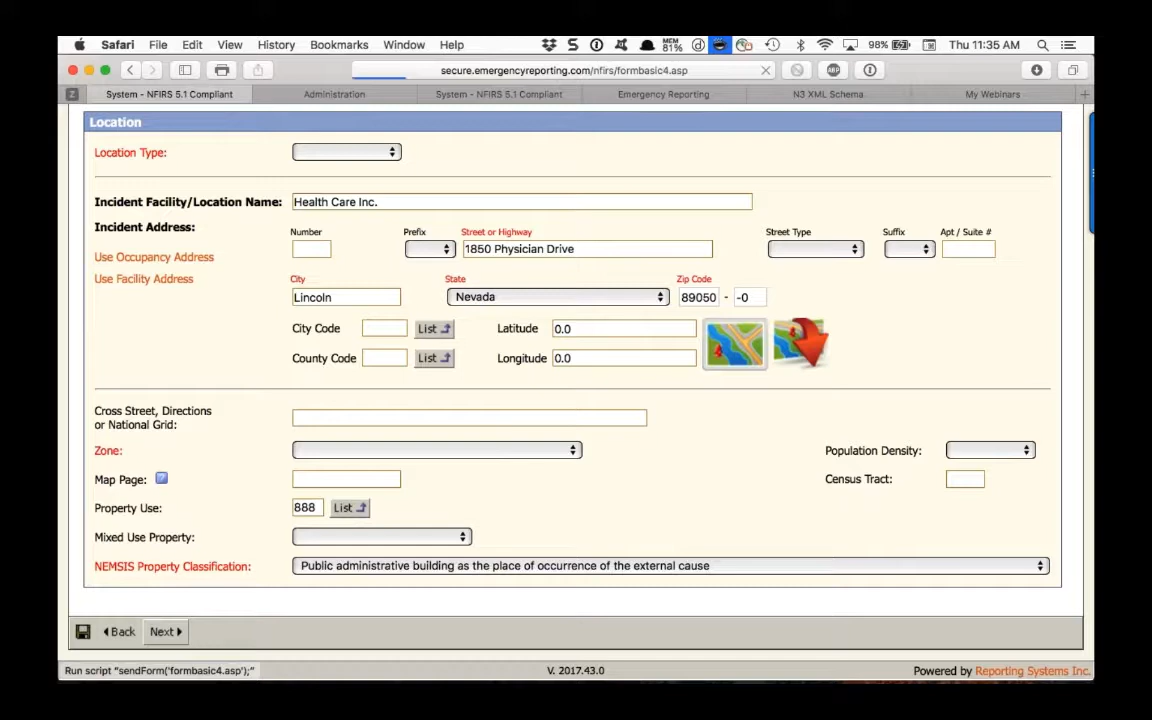 Safari File Edit View History Bookmarks Window Help MEM 81% 98% Thu 11:35 AM
secure.emergencyreporting.com/nfirs/formbasic4.asp ABP
Z System - NFIRS 5.1 Compliant Administration System - NFIRS 5.1 Compliant Emergency Reporting N3 XML Schema My Webinars
Location
Location Type:
Incident Facility/Location Name: Health Care Inc.
Incident Address: Number Prefix Street or Highway Street Type Suffix Apt / Suite #
1850 Physician Drive
Use Occupancy Address
Use Facility Address City State Zip Code
Lincoln Nevada 89050 - -0
City Code List Latitude 0.0
County Code List Longitude 0.0
Cross Street, Directions
or National Grid:
Zone: Population Density:
Map Page: ? Census Tract:
Property Use: 888 List
Mixed Use Property:
NEMSIS Property Classification: Public administrative building as the place of occurrence of the external cause
Back Next
Run script "sendForm('formbasic4.asp');" V. 2017.43.0 Powered by Reporting Systems Inc.